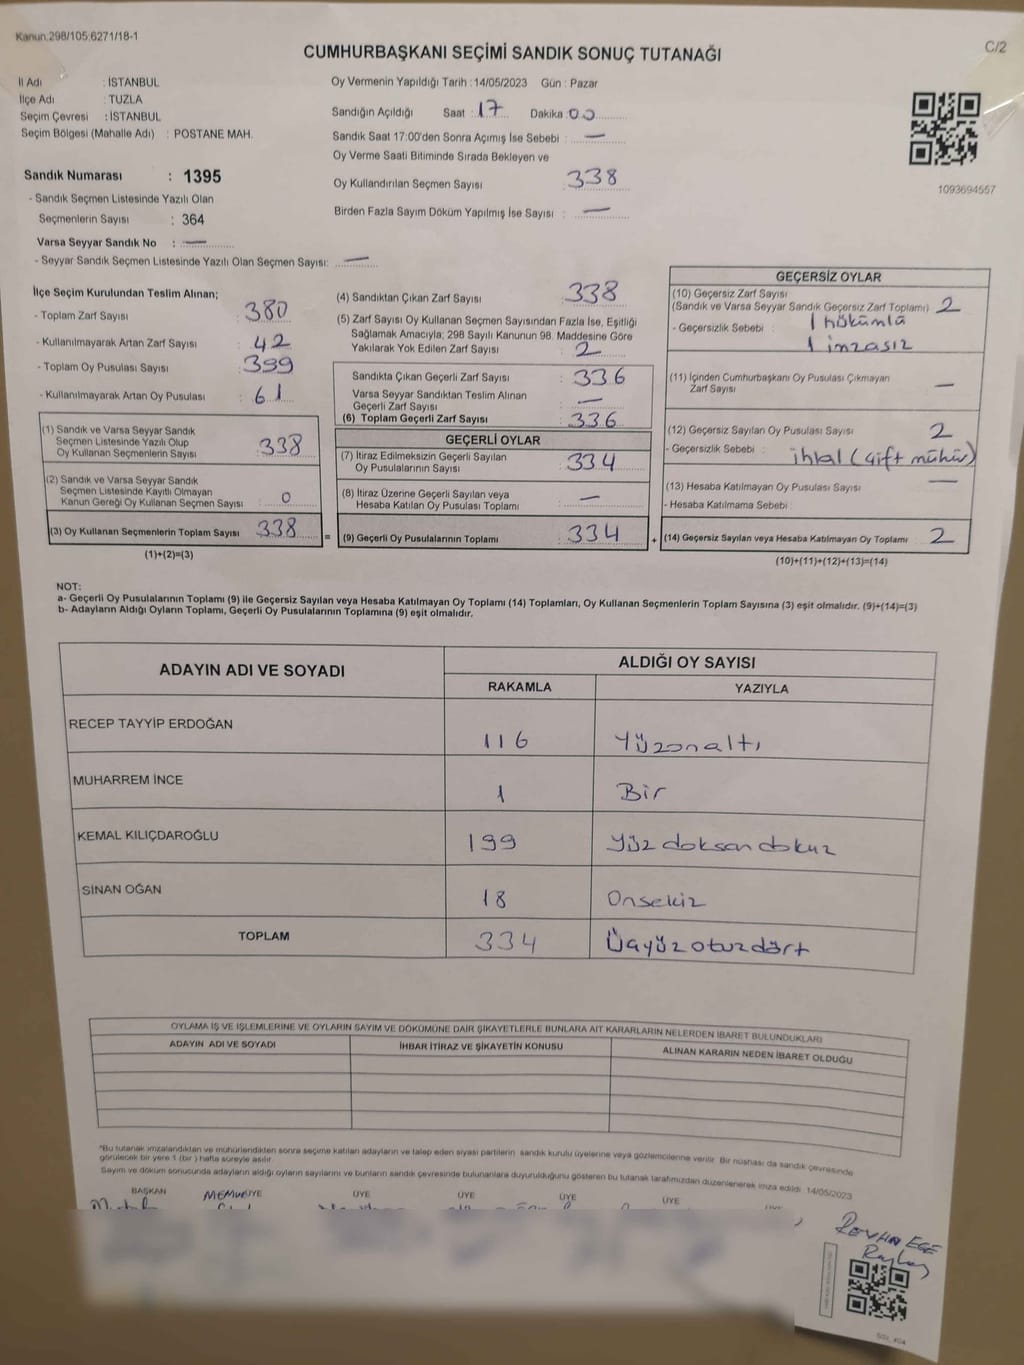 Kanun.298/105.6271/18-1
C/2
CUMHURBAŞKANI SEÇİMİ SANDIK SONUÇ TUTANAĞI
İl Adı : İSTANBUL
İlçe Adı : TUZLA
Seçim Çevresi : İSTANBUL
Seçim Bölgesi (Mahalle Adı) : POSTANE MAH.
Sandık Numarası : 1395
- Sandık Seçmen Listesinde Yazılı Olan
Seçmenlerin Sayısı : 364
Varsa Seyyar Sandık No : —
- Seyyar Sandık Seçmen Listesinde Yazılı Olan Seçmen Sayısı: —
Oy Vermenin Yapıldığı Tarih : 14/05/2023 Gün : Pazar
Sandığın Açıldığı Saat : 17 Dakika : 00
Sandık Saat 17:00'den Sonra Açımış İse Sebebi : —
Oy Verme Saati Bitiminde Sırada Bekleyen ve
Oy Kullandırılan Seçmen Sayısı : 338
Birden Fazla Sayım Döküm Yapılmış İse Sayısı : —
1093694557
İlçe Seçim Kurulundan Teslim Alınan;
- Toplam Zarf Sayısı : 380
- Kullanılmayarak Artan Zarf Sayısı : 42
- Toplam Oy Pusulası Sayısı : 399
- Kullanılmayarak Artan Oy Pusulası : 61
(1) Sandık ve Varsa Seyyar Sandık
Seçmen Listesinde Yazılı Olup
Oy Kullanan Seçmenlerin Sayısı : 338
(2) Sandık ve Varsa Seyyar Sandık
Seçmen Listesinde Kayıtlı Olmayan
Kanun Gereği Oy Kullanan Seçmen Sayısı : 0
(3) Oy Kullanan Seçmenlerin Toplam Sayısı : 338
(1)+(2)=(3)
(4) Sandıktan Çıkan Zarf Sayısı : 338
(5) Zarf Sayısı Oy Kullanan Seçmen Sayısından Fazla İse, Eşitliği
Sağlamak Amacıyla; 298 Sayılı Kanunun 98. Maddesine Göre
Yakılarak Yok Edilen Zarf Sayısı : 2
Sandıkta Çıkan Geçerli Zarf Sayısı : 336
Varsa Seyyar Sandıktan Teslim Alınan
Geçerli Zarf Sayısı : —
(6) Toplam Geçerli Zarf Sayısı : 336
GEÇERLİ OYLAR
(7) İtiraz Edilmeksizin Geçerli Sayılan
Oy Pusulalarının Sayısı : 334
(8) İtiraz Üzerine Geçerli Sayılan veya
Hesaba Katılan Oy Pusulası Toplamı : —
= (9) Geçerli Oy Pusulalarının Toplamı : 334
GEÇERSİZ OYLAR
(10) Geçersiz Zarf Sayısı
(Sandık ve Varsa Seyyar Sandık Geçersiz Zarf Toplamı) : 2
- Geçersizlik Sebebi : 1 hökümlü
1 imzasız
(11) İçinden Cumhurbaşkanı Oy Pusulası Çıkmayan
Zarf Sayısı : —
(12) Geçersiz Sayılan Oy Pusulası Sayısı : 2
- Geçersizlik Sebebi : ihlal (çift mühür)
(13) Hesaba Katılmayan Oy Pusulası Sayısı : —
- Hesaba Katılmama Sebebi :
+ (14) Geçersiz Sayılan veya Hesaba Katılmayan Oy Toplamı : 2
(10)+(11)+(12)+(13)=(14)
NOT:
a- Geçerli Oy Pusulalarının Toplamı (9) ile Geçersiz Sayılan veya Hesaba Katılmayan Oy Toplamı (14) Toplamları, Oy Kullanan Seçmenlerin Toplam Sayısına (3) eşit olmalıdır. (9)+(14)=(3)
b- Adayların Aldığı Oyların Toplamı, Geçerli Oy Pusulalarının Toplamına (9) eşit olmalıdır.
ADAYIN ADI VE SOYADI ALDIĞI OY SAYISI
RAKAMLA YAZIYLA
RECEP TAYYİP ERDOĞAN 116 Yüzonaltı
MUHARREM İNCE 1 Bir
KEMAL KILIÇDAROĞLU 199 Yüz doksan dokuz
SİNAN OĞAN 18 Onsekiz
TOPLAM 334 Üçyüzotuzdört
OYLAMA İŞ VE İŞLEMLERİNE VE OYLARIN SAYIM VE DÖKÜMÜNE DAİR ŞİKAYETLERLE BUNLARA AİT KARARLARIN NELERDEN İBARET BULUNDUKLARI
ADAYIN ADI VE SOYADI İHBAR İTİRAZ VE ŞİKAYETİN KONUSU ALINAN KARARIN NEDEN İBARET OLDUĞU
*Bu tutanak imzalandıktan ve mühürlendikten sonra seçime katılan adayların ve talep eden siyasi partilerin sandık kurulu üyelerine veya gözlemcilerine verilir. Bir nüshası da sandık çevresinde
görülecek bir yere 1 (bir) hafta süreyle asılır.
Sayım ve döküm sonusunda adayların aldığı oyların sayılarını ve bunların sandık çevresinde bulunanlara duyurulduğunu gösteren bu tutanak tarafımızdan düzenlenerek imza edildi. 14/05/2023
BAŞKAN MEMUR ÜYE ÜYE ÜYE ÜYE ÜYE ÜYE
REYHAN EGE